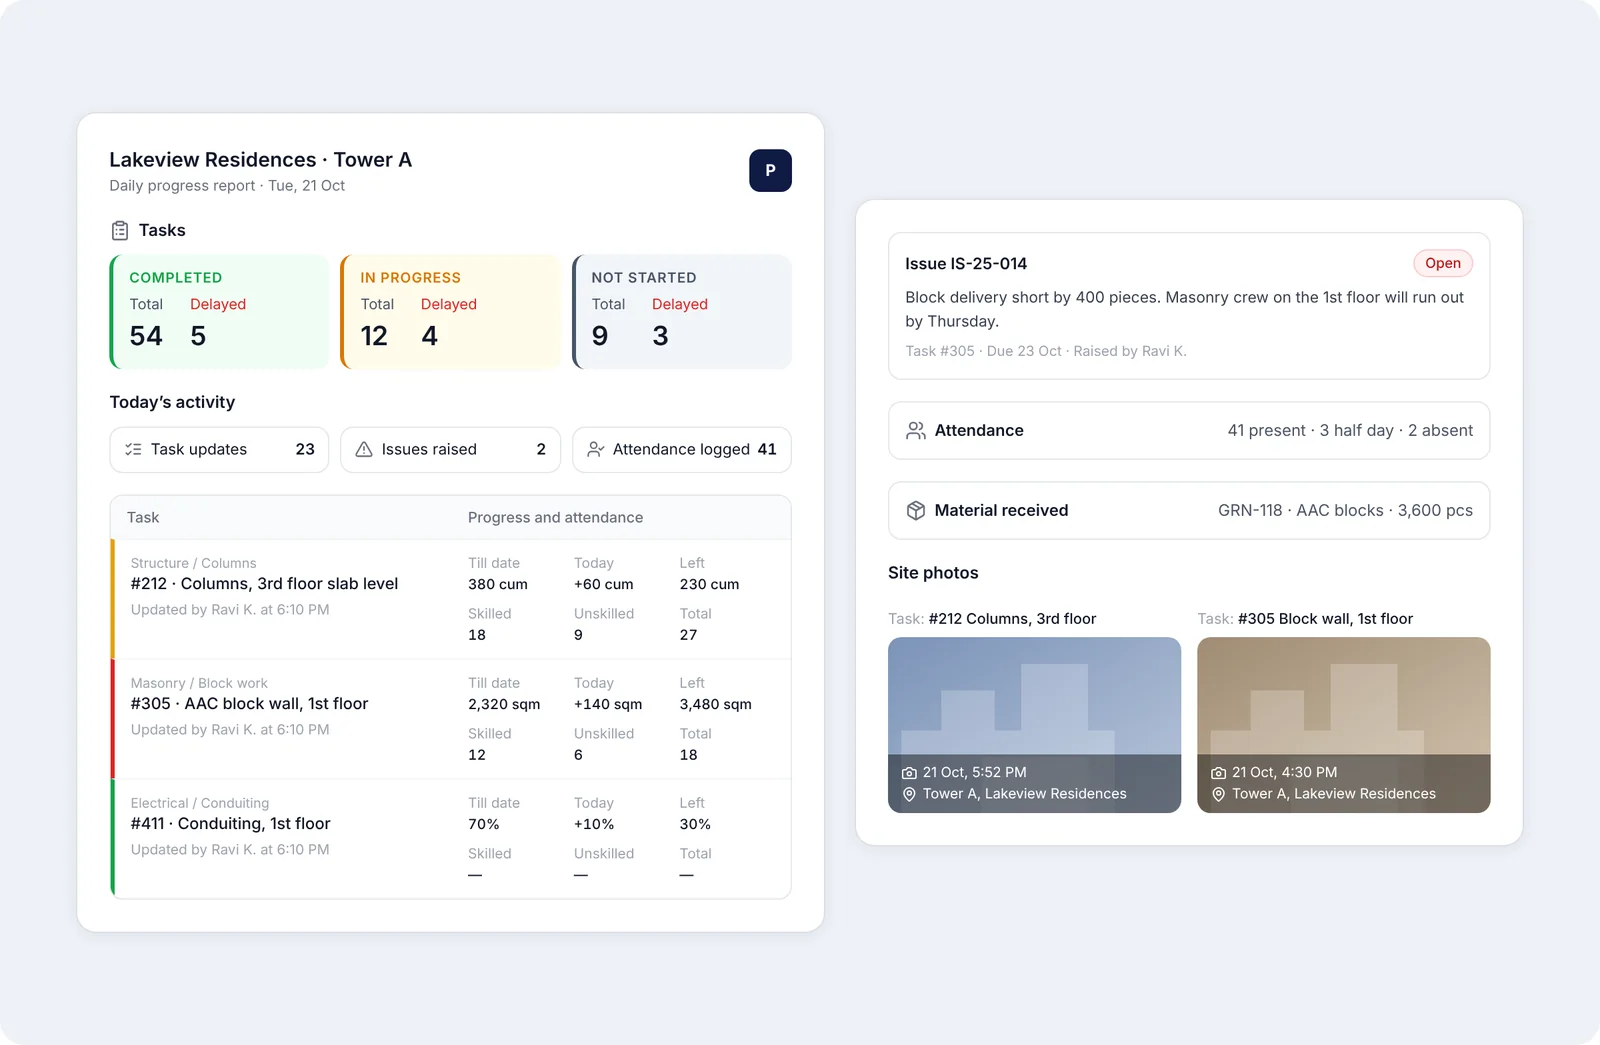 Lakeview Residences · Tower A
Daily progress report · Tue, 21 Oct
P
Tasks
COMPLETED
Total Delayed
54 5
IN PROGRESS
Total Delayed
12 4
NOT STARTED
Total Delayed
9 3
Today’s activity
Task updates 23
Issues raised 2
Attendance logged 41
Task Progress and attendance
Structure / Columns
#212 · Columns, 3rd floor slab level
Updated by Ravi K. at 6:10 PM
Till date Today Left
380 cum +60 cum 230 cum
Skilled Unskilled Total
18 9 27
Masonry / Block work
#305 · AAC block wall, 1st floor
Updated by Ravi K. at 6:10 PM
Till date Today Left
2,320 sqm +140 sqm 3,480 sqm
Skilled Unskilled Total
12 6 18
Electrical / Conduiting
#411 · Conduiting, 1st floor
Updated by Ravi K. at 6:10 PM
Till date Today Left
70% +10% 30%
Skilled Unskilled Total
— — —
Issue IS-25-014 Open
Block delivery short by 400 pieces. Masonry crew on the 1st floor will run out
by Thursday.
Task #305 · Due 23 Oct · Raised by Ravi K.
Attendance 41 present · 3 half day · 2 absent
Material received GRN-118 · AAC blocks · 3,600 pcs
Site photos
Task: #212 Columns, 3rd floor
21 Oct, 5:52 PM
Tower A, Lakeview Residences
Task: #305 Block wall, 1st floor
21 Oct, 4:30 PM
Tower A, Lakeview Residences